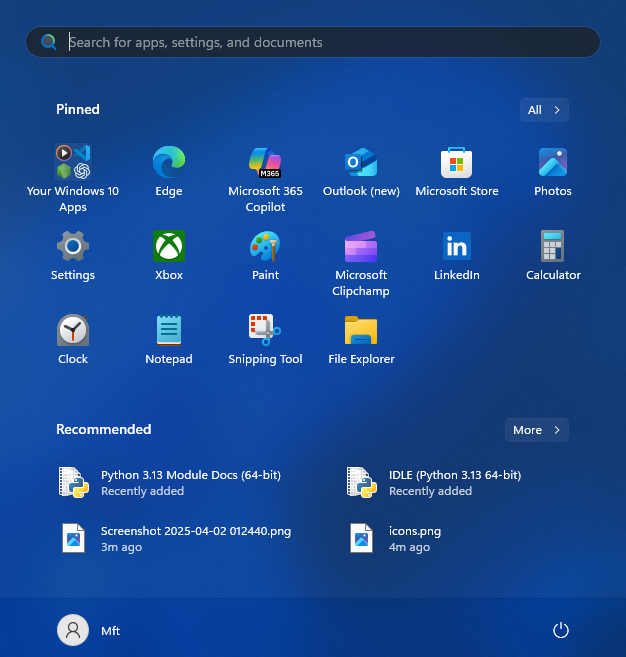 Search for apps, settings, and documents
Pinned
All
Your Windows 10
Apps
Edge
M365
Microsoft 365
Copilot
Outlook (new)
Microsoft Store
Photos
Settings
Xbox
Paint
Microsoft
Clipchamp
in
LinkedIn
Calculator
Clock
Notepad
Snipping Tool
File Explorer
Recommended
More
Python 3.13 Module Docs (64-bit)
Recently added
IDLE (Python 3.13 64-bit)
Recently added
Screenshot 2025-04-02 012440.png
3m ago
icons.png
4m ago
Mft